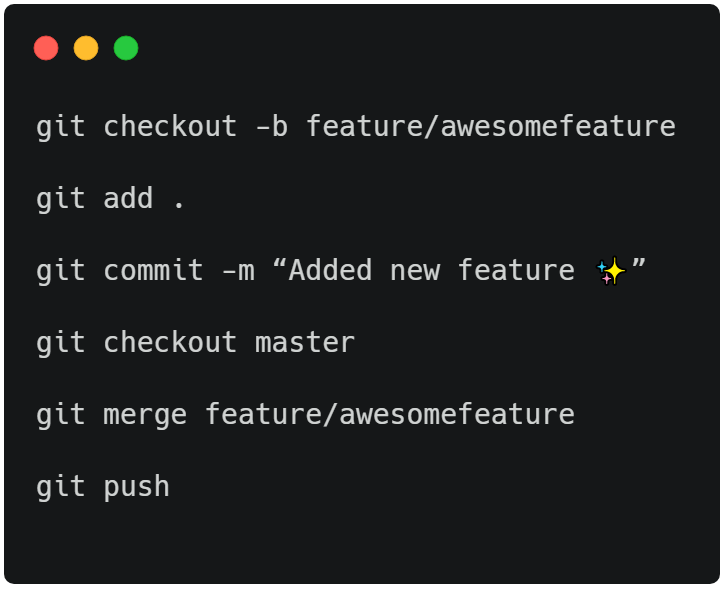 git checkout -b feature/awesomefeature
git add .
git commit -m “Added new feature ✨”
git checkout master
git merge feature/awesomefeature
git push